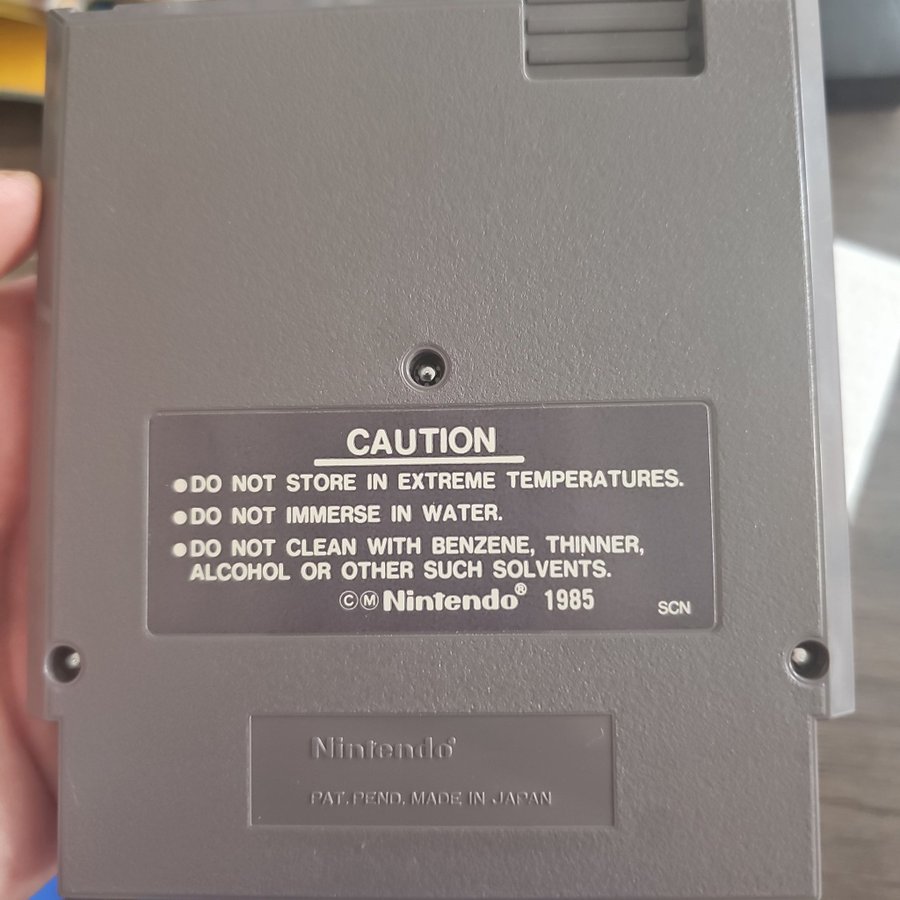 CAUTION
●DO NOT STORE IN EXTREME TEMPERATURES.
●DO NOT IMMERSE IN WATER.
●DO NOT CLEAN WITH BENZENE, THINNER,
ALCOHOL OR OTHER SUCH SOLVENTS.
ⒸⓂNintendo® 1985
SCN
Nintendo®
PAT. PEND. MADE IN JAPAN